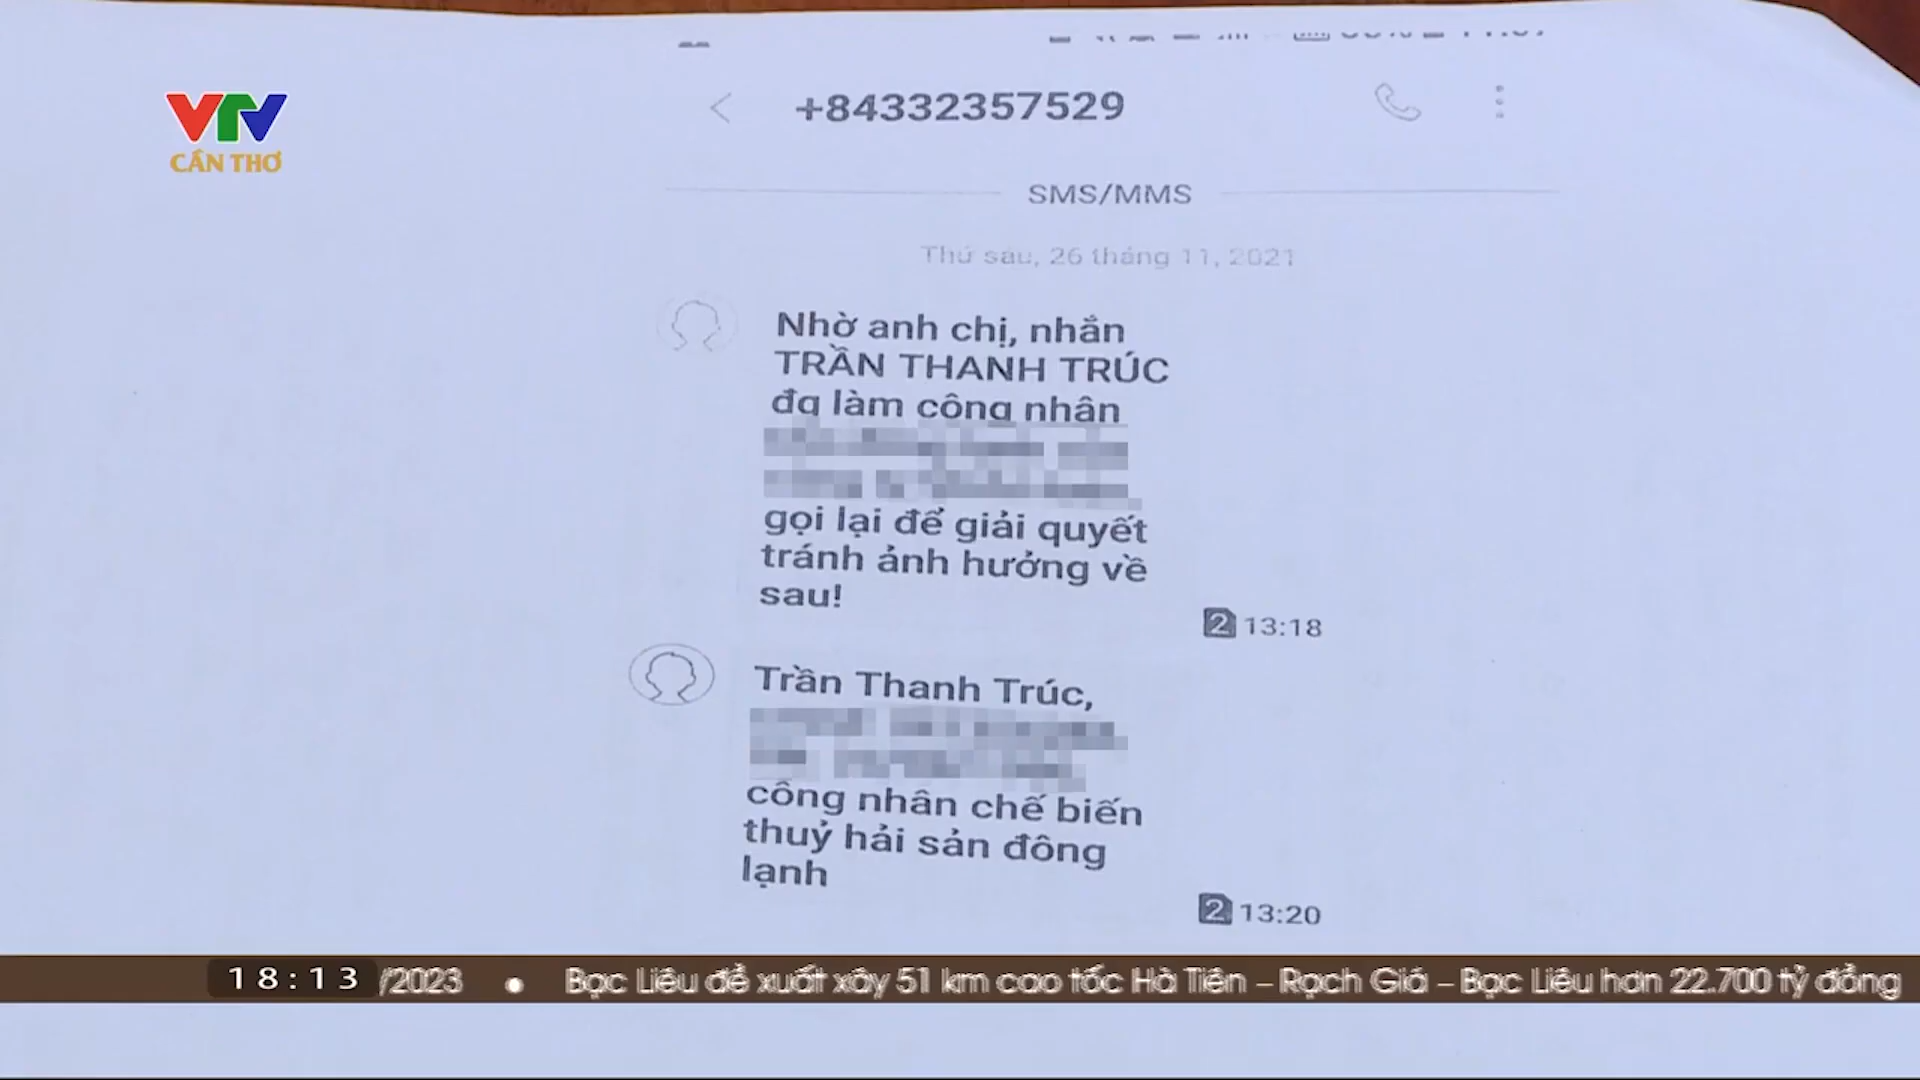 VTV
CẦN THƠ
+84332357529
SMS/MMS
Thứ sáu, 26 tháng 11, 2021
Nhờ anh chị, nhắn
TRẦN THANH TRÚC
đg làm công nhân
gọi lại để giải quyết
tránh ảnh hưởng về
sau!
2 13:18
Trần Thanh Trúc,
công nhân chế biến
thuỷ hải sản đông
lạnh
2 13:20
18:13 /2023 • Bạc Liêu đề xuất xây 51 km cao tốc Hà Tiên – Rạch Giá – Bạc Liêu hơn 22.700 tỷ đồng